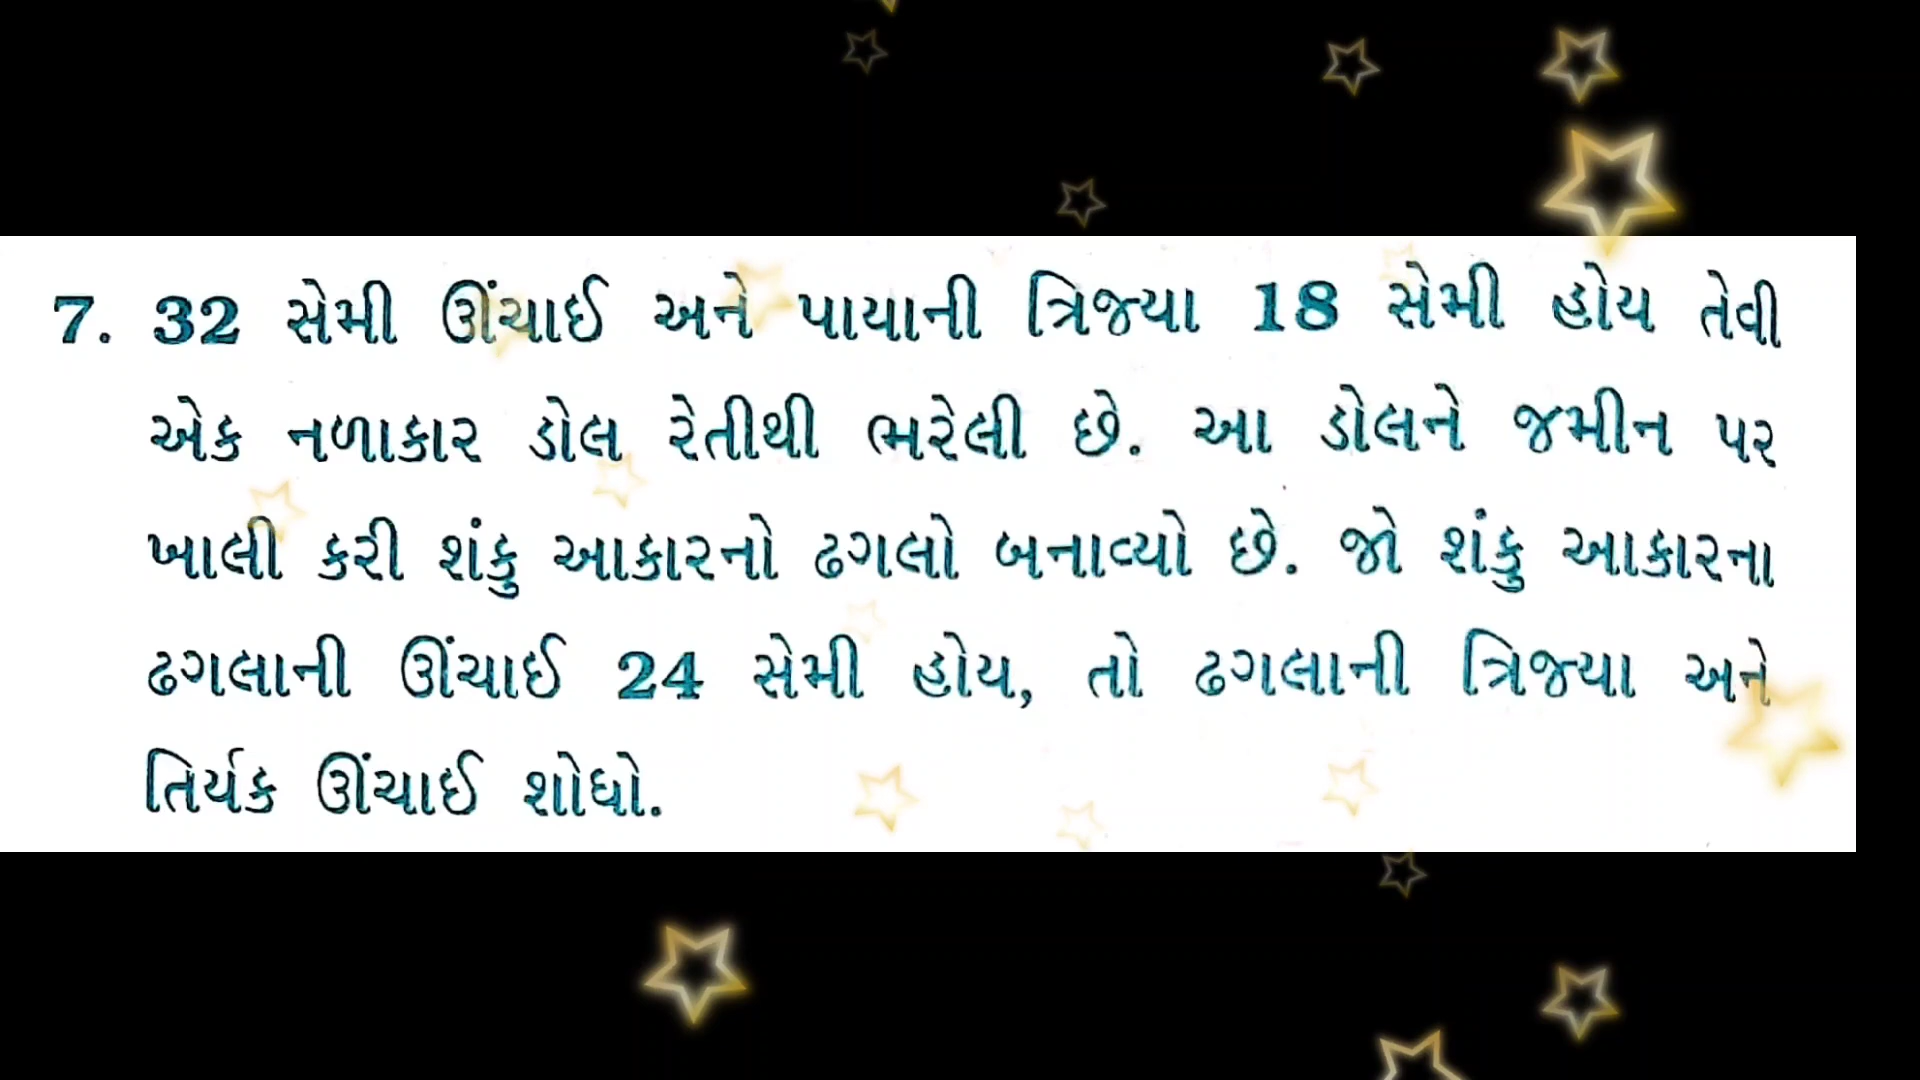 7. 32 સેમી ઊંચાઈ અને પાયાની ત્રિજ્યા 18 સેમી હોય તેવી
એક નળાકાર ડોલ રેતીથી ભરેલી છે. આ ડોલને જમીન પર
ખાલી કરી શંકુ આકારનો ઢગલો બનાવ્યો છે. જો શંકુ આકારના
ઢગલાની ઊંચાઈ 24 સેમી હોય, તો ઢગલાની ત્રિજ્યા અને
તિર્યક ઊંચાઈ શોધો.